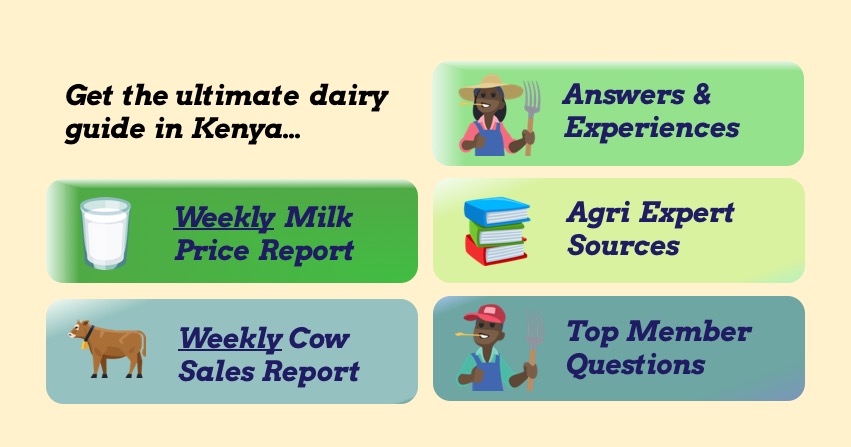 Get the ultimate dairy
guide in Kenya...
Weekly Milk
Price Report
Weekly Cow
Sales Report
Answers &
Experiences
Agri Expert
Sources
Top Member
Questions